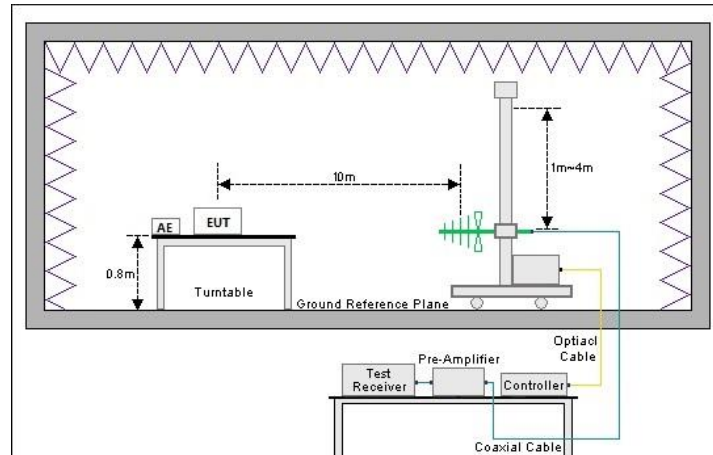 10m
1m~4m
AE
EUT
0.8m
Turntable
Ground Reference Plane
Optiacl
Cable
Pre-Amplifier
Test
Receiver
Controller
Coaxial Cable